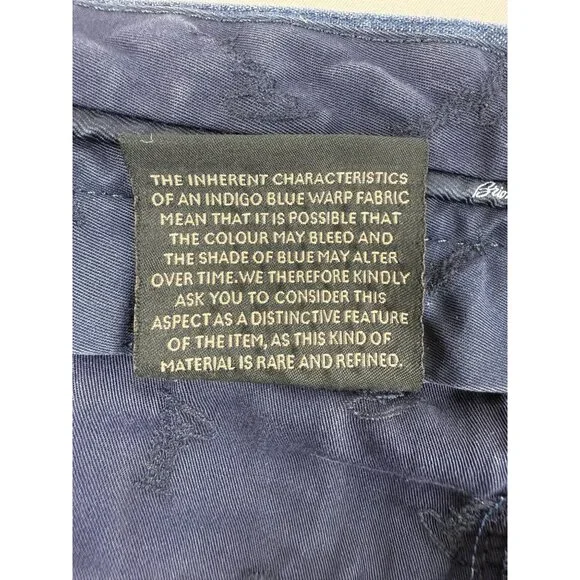 THE INHERENT CHARACTERISTICS
OF AN INDIGO BLUE WARP FABRIC
MEAN THAT IT IS POSSIBLE THAT
THE COLOUR MAY BLEED AND
THE SHADE OF BLUE MAY ALTER
OVER TIME. WE THEREFORE KINDLY
ASK YOU TO CONSIDER THIS
ASPECT AS A DISTINCTIVE FEATURE
OF THE ITEM, AS THIS KIND OF
MATERIAL IS RARE AND REFINED.